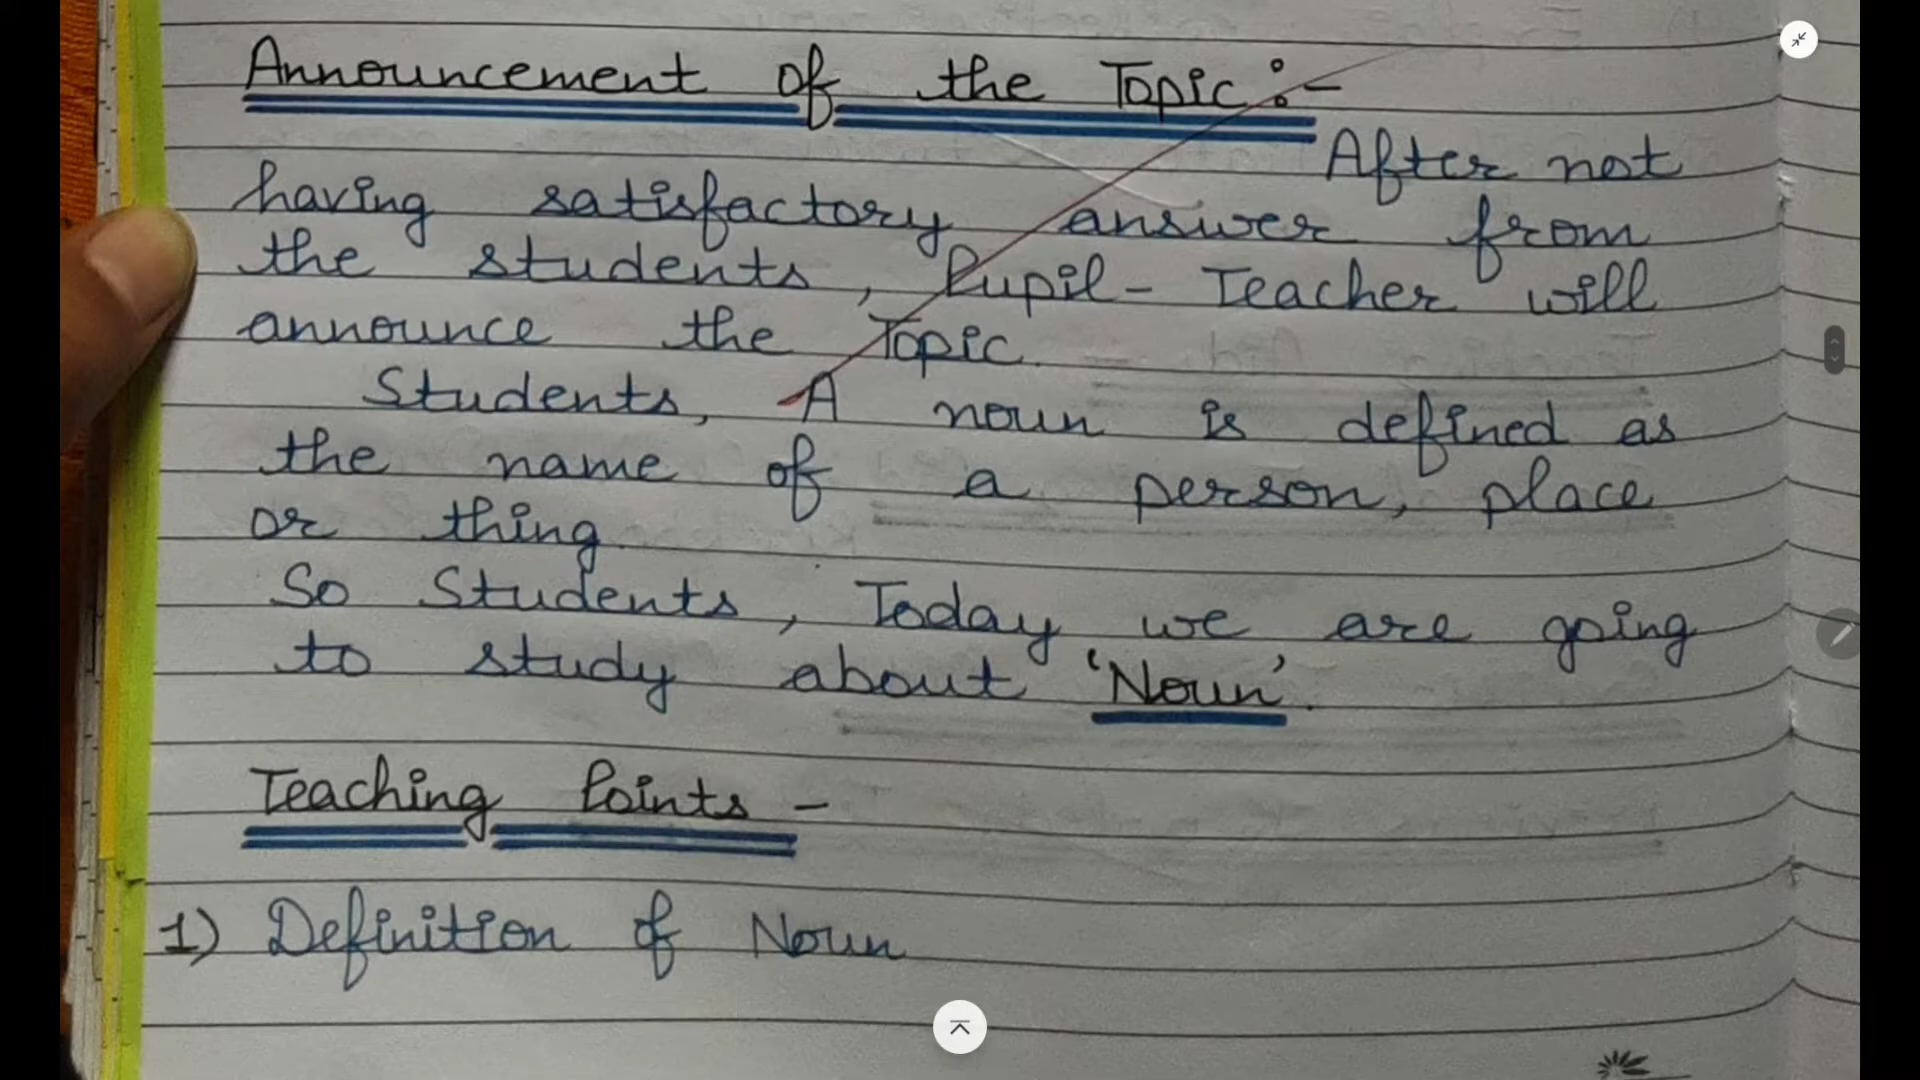 Announcement of the Topic :-
After not
having satisfactory answer from
the students, Pupil-Teacher will
announce the Topic.
Students, A noun is defined as
the name of a person, place
or thing.
So Students, Today we are going
to study about 'Noun'.
Teaching Points -
1) Definition of Noun